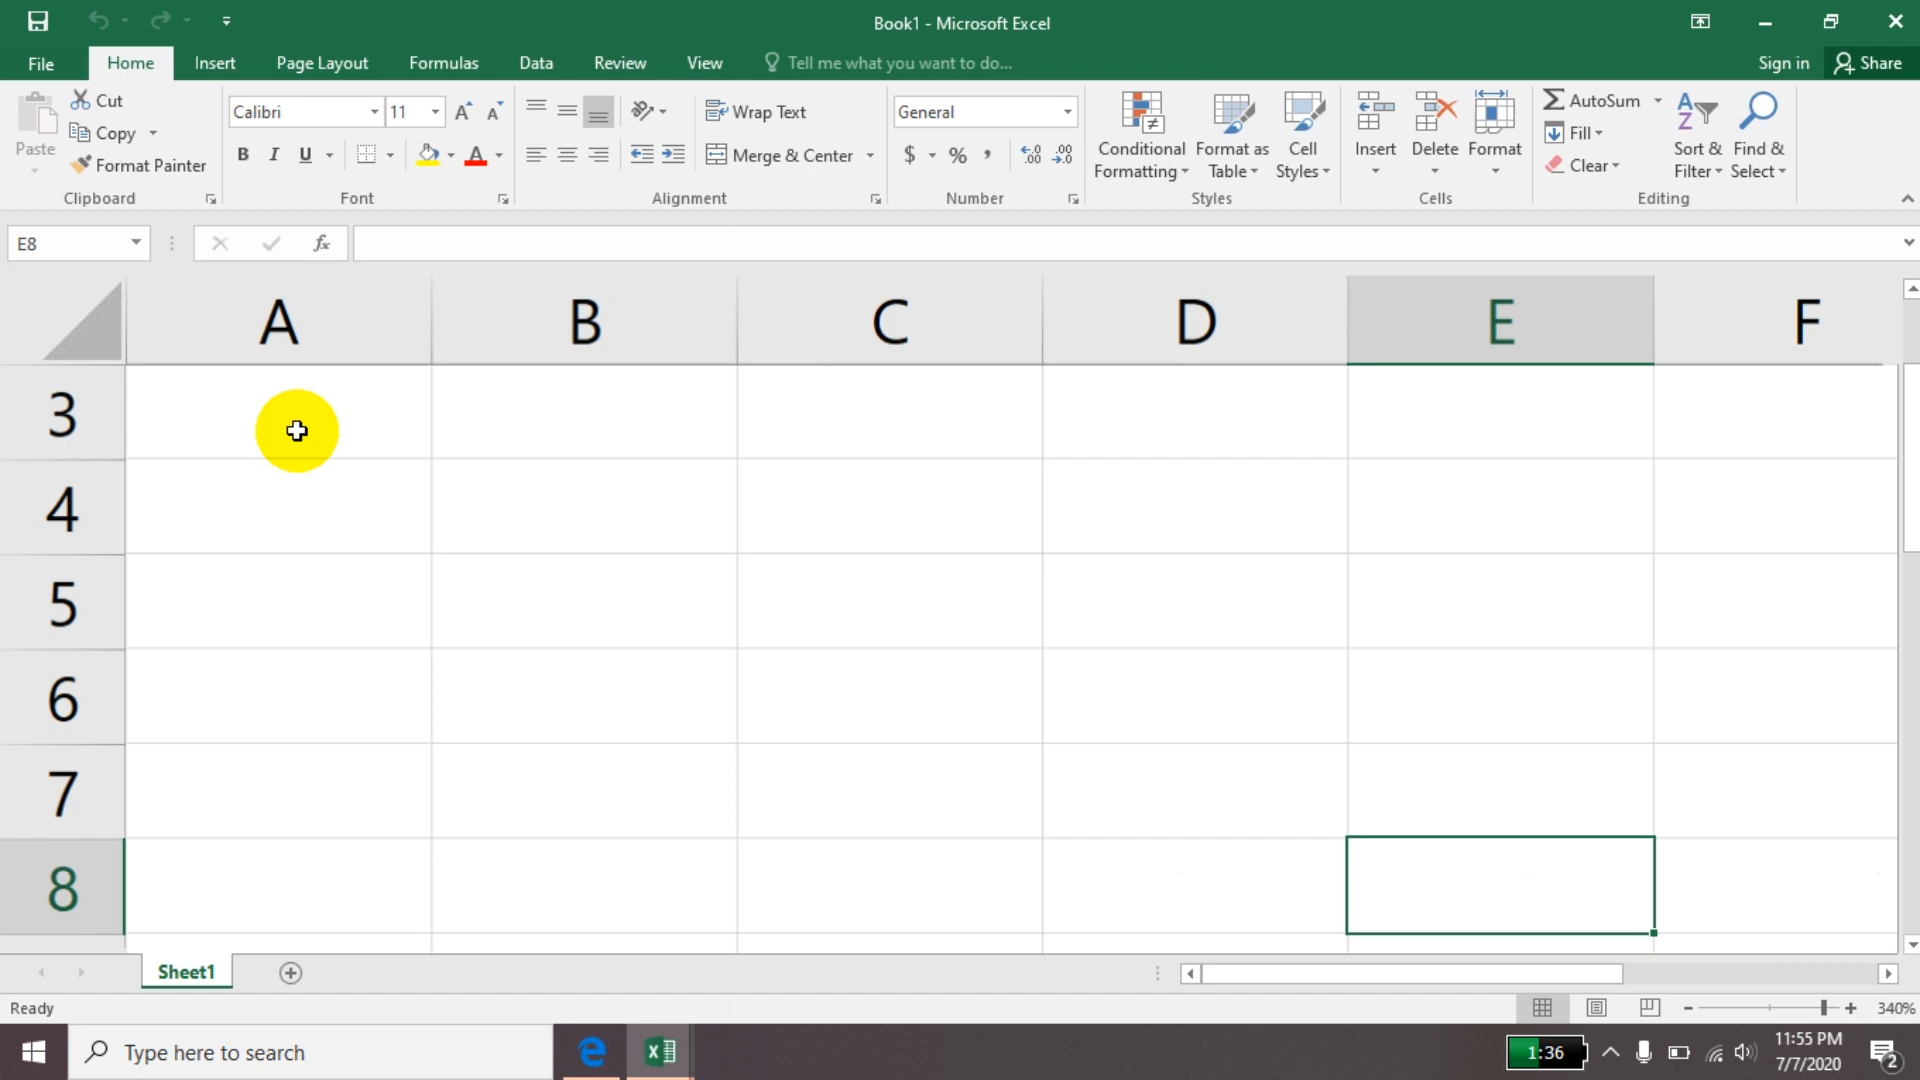 Book1 - Microsoft Excel
File Home Insert Page Layout Formulas Data Review View Tell me what you want to do... Sign in Share
Paste Cut Copy Format Painter Clipboard
Calibri 11 A A B I U A Font
Wrap Text Merge & Center Alignment
General $ % , .00 .0 Number
Conditional Formatting Format as Table Cell Styles Styles
Insert Delete Format Cells
AutoSum Fill Clear Sort & Filter Find & Select Editing
E8 fx
A B C D E F
3
4
5
6
7
8
Sheet1
Ready 340%
Type here to search 1:36 11:55 PM
7/7/2020 2